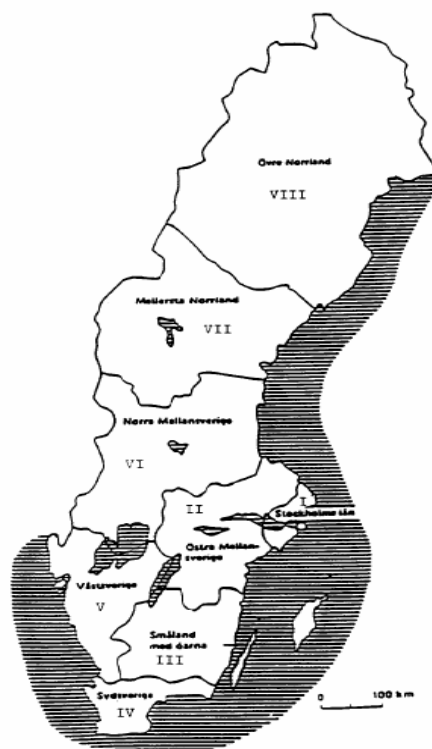 Övre Norrland
VIII
Mellersta Norrland
VII
Norra Mellansverige
VI
II
I
Stockholms län
Östra Mellan-
sverige
Västsverige
V
Småland
med öarna
III
Sydsverige
IV
0 100 km